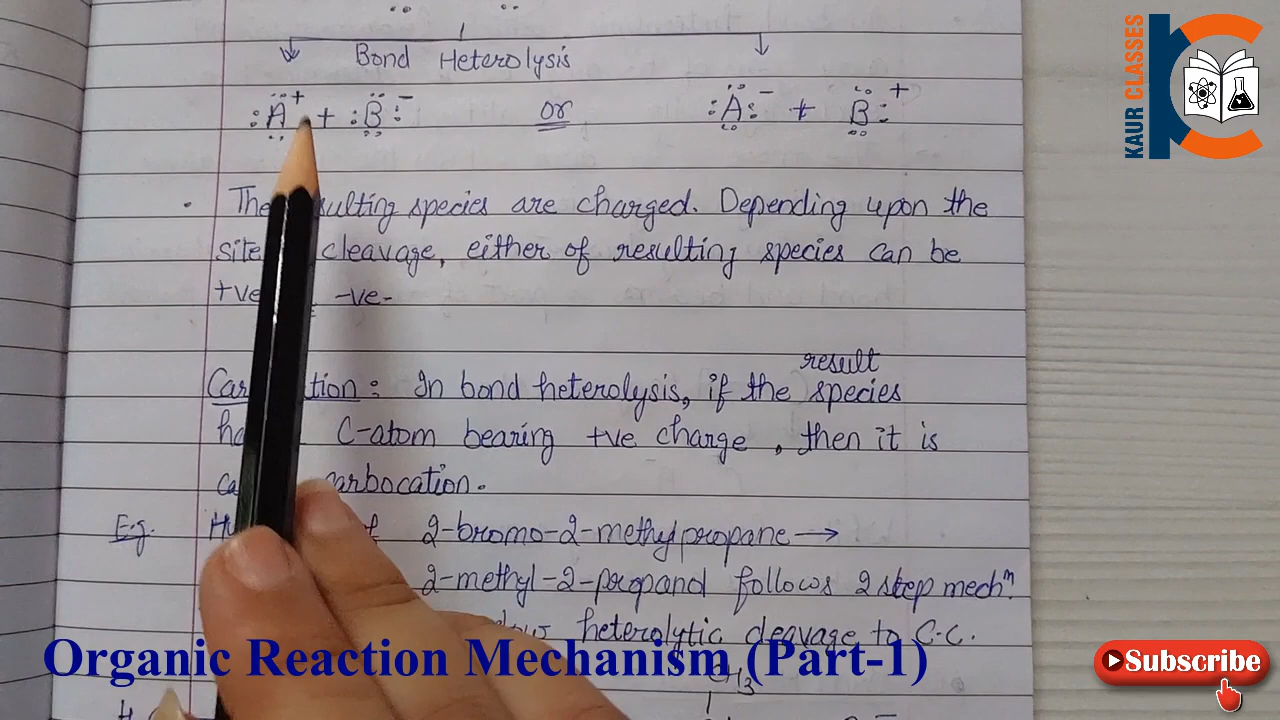 Bond Heterolysis
:A+ + :B:- or :A:- + B:+
KAUR CLASSES
• The sulting species are charged. Depending upon the
site cleavage, either of resulting species can be
+ve -ve-
result
Car tion : In bond heterolysis, if the species
ha C-atom bearing +ve charge, then it is
ca arbocation.
E.g. H f 2-bromo-2-methylpropane →
2-methyl-2-propanol follows 2 step mechⁿ.
heterolytic cleavage to C.C.
Organic Reaction Mechanism (Part-1)
CH3
Subscribe
H